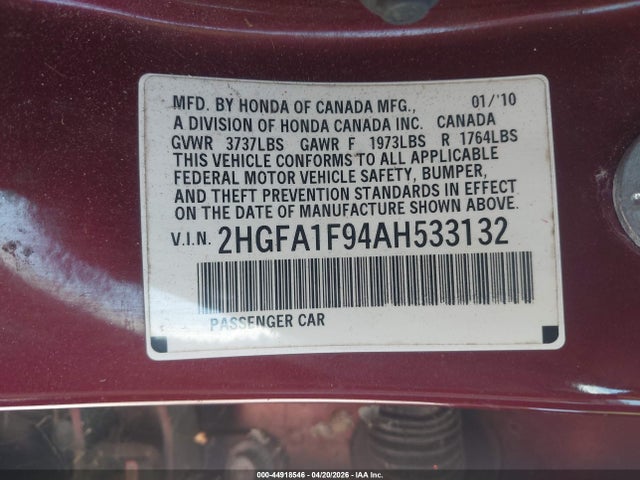 MFD. BY HONDA OF CANADA MFG., 01/'10
A DIVISION OF HONDA CANADA INC. CANADA
GVWR 3737LBS GAWR F 1973LBS R 1764LBS
THIS VEHICLE CONFORMS TO ALL APPLICABLE
FEDERAL MOTOR VEHICLE SAFETY, BUMPER,
AND THEFT PREVENTION STANDARDS IN EFFECT
ON THE DATE OF MANUFACTURE SHOWN ABOVE.
V.I.N. 2HGFA1F94AH533132
PASSENGER CAR
000-44918546 - 04/20/2026 - IAA Inc.